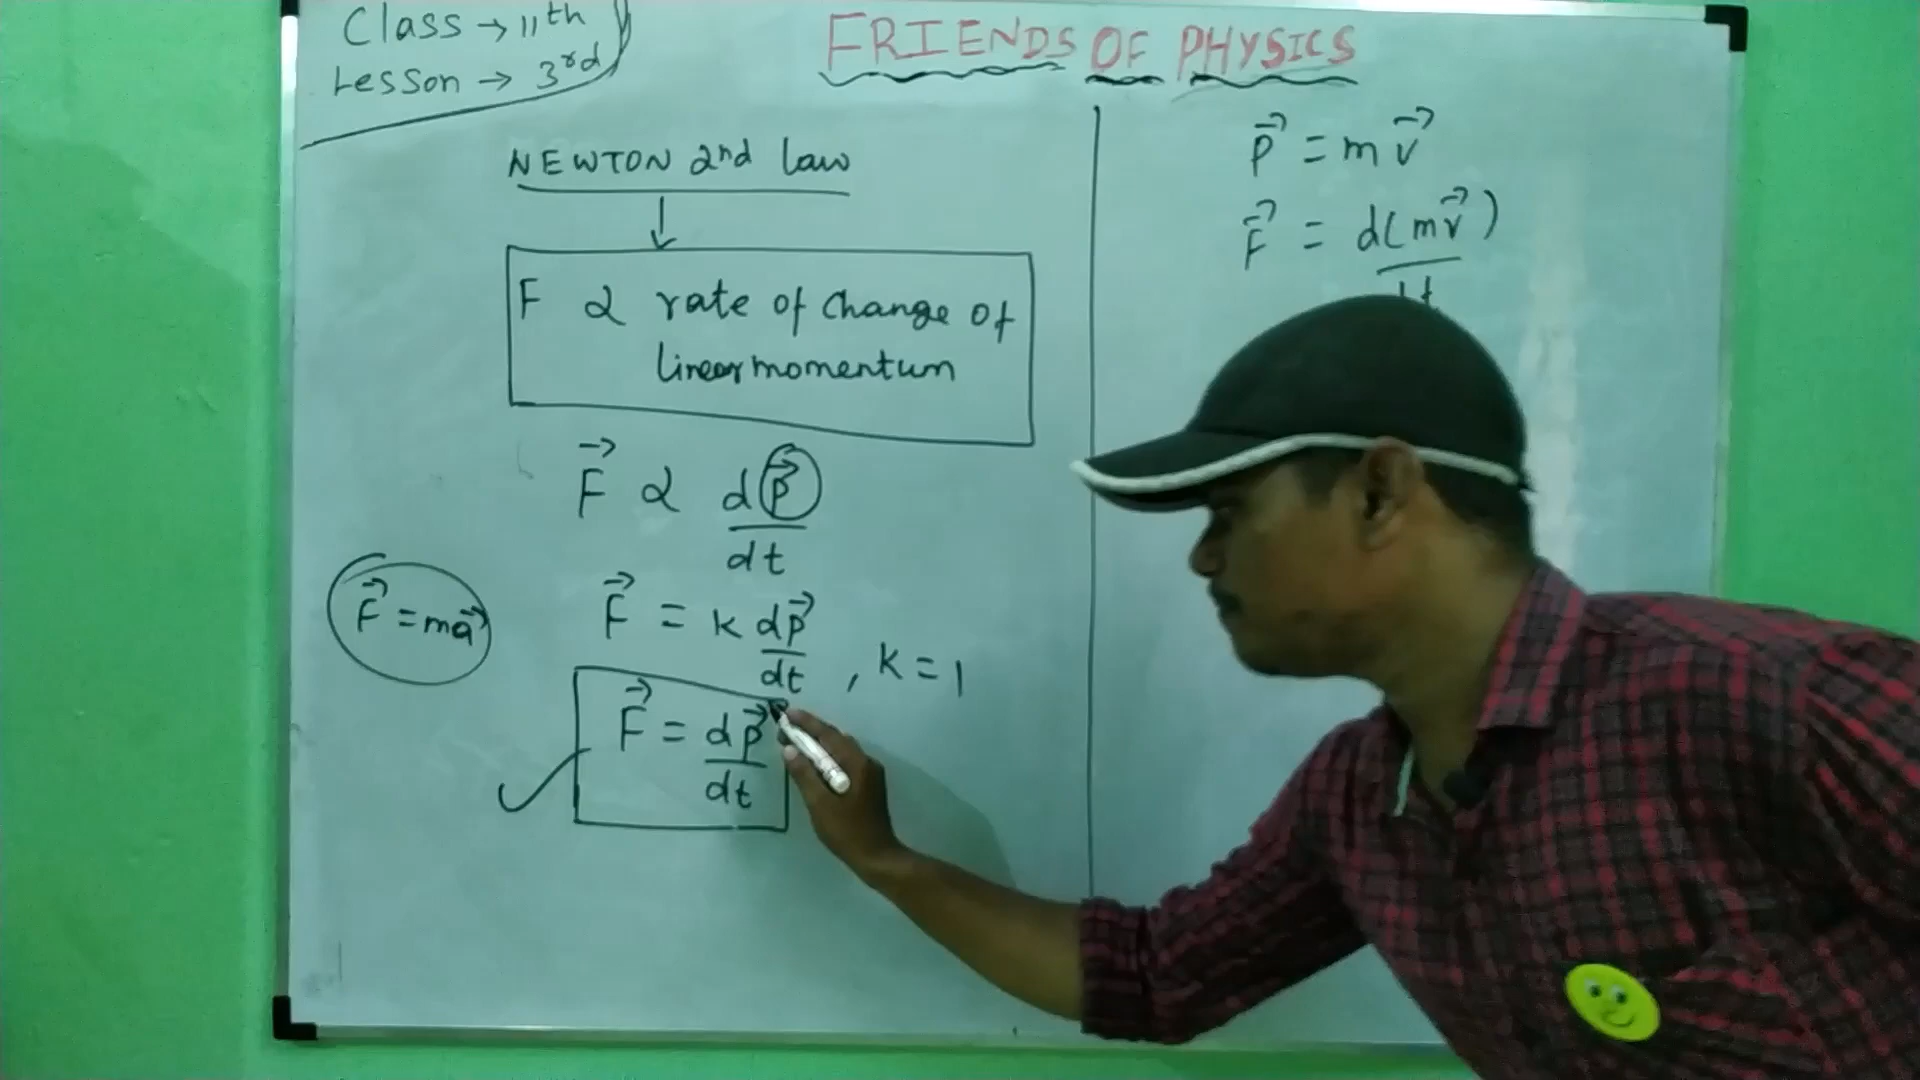 Class → 11th
Lesson → 3rd
FRIENDS OF PHYSICS
NEWTON 2nd law
↓
F α rate of change of
linear momentum
F⃗ α dp⃗
dt
F⃗ = ma⃗
F⃗ = k dp⃗
dt , k = 1
F⃗ = dp⃗
dt
p⃗ = mv⃗
F⃗ = d(mv⃗)
dt